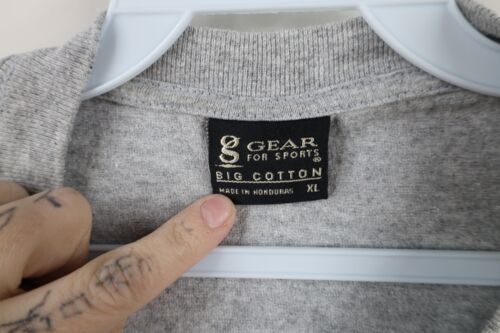 g GEAR
FOR SPORTS®
BIG COTTON
MADE IN HONDURAS XL